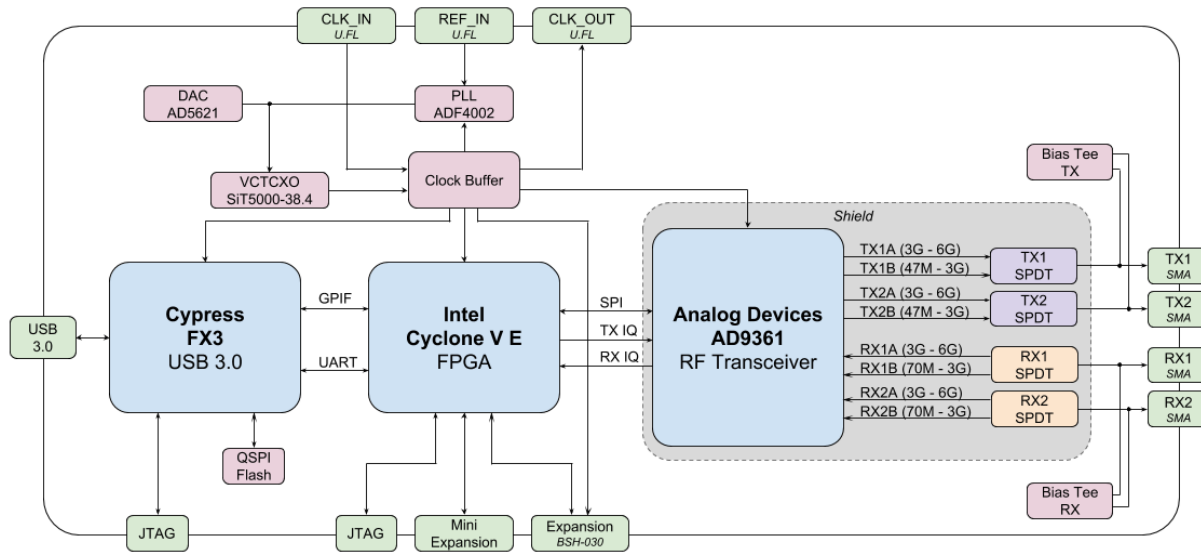 CLK_IN
U.FL
REF_IN
U.FL
CLK_OUT
U.FL
DAC
AD5621
PLL
ADF4002
VCTCXO
SiT5000-38.4
Clock Buffer
Bias Tee
TX
Shield
Cypress
FX3
USB 3.0
GPIF
UART
Intel
Cyclone V E
FPGA
SPI
TX IQ
RX IQ
Analog Devices
AD9361
RF Transceiver
TX1A (3G - 6G)
TX1B (47M - 3G)
TX2A (3G - 6G)
TX2B (47M - 3G)
RX1A (3G - 6G)
RX1B (70M - 3G)
RX2A (3G - 6G)
RX2B (70M - 3G)
TX1
SPDT
TX2
SPDT
RX1
SPDT
RX2
SPDT
TX1
SMA
TX2
SMA
RX1
SMA
RX2
SMA
USB
3.0
QSPI
Flash
Bias Tee
RX
JTAG
JTAG
Mini
Expansion
Expansion
BSH-030